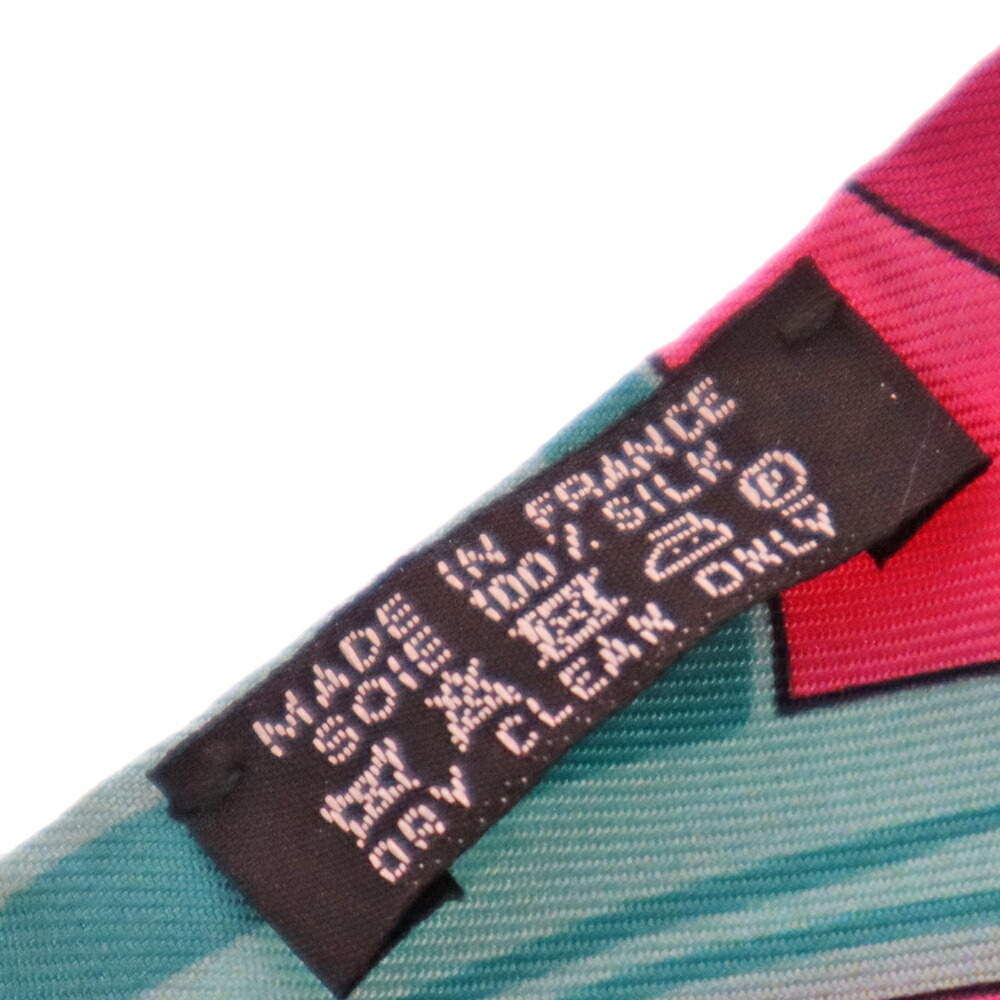 MADE IN FRANCE
SOIE 100% SILK
P
DRY CLEAN ONLY